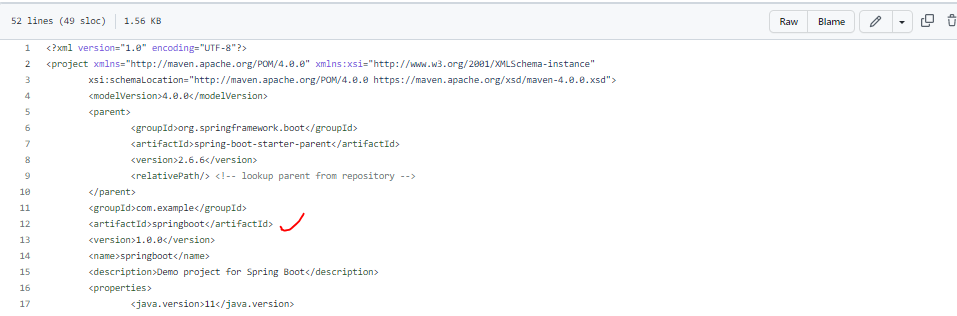 52 lines (49 sloc) 1.56 KB Raw Blame
1 <?xml version="1.0" encoding="UTF-8"?>
2 <project xmlns="http://maven.apache.org/POM/4.0.0" xmlns:xsi="http://www.w3.org/2001/XMLSchema-instance"
3 xsi:schemaLocation="http://maven.apache.org/POM/4.0.0 https://maven.apache.org/xsd/maven-4.0.0.xsd">
4 <modelVersion>4.0.0</modelVersion>
5 <parent>
6 <groupId>org.springframework.boot</groupId>
7 <artifactId>spring-boot-starter-parent</artifactId>
8 <version>2.6.6</version>
9 <relativePath/> <!-- lookup parent from repository -->
10 </parent>
11 <groupId>com.example</groupId>
12 <artifactId>springboot</artifactId>
13 <version>1.0.0</version>
14 <name>springboot</name>
15 <description>Demo project for Spring Boot</description>
16 <properties>
17 <java.version>11</java.version>